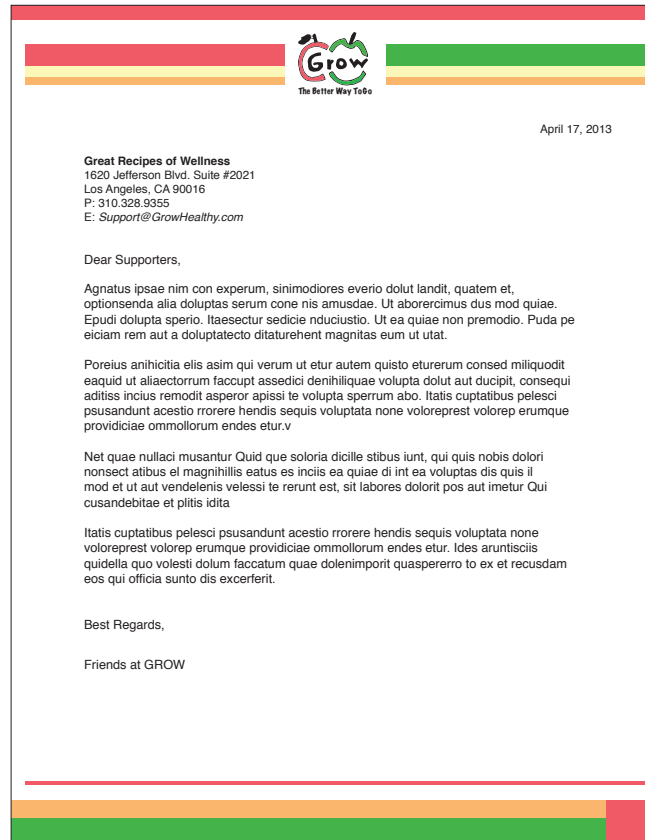 Grow
The Better Way ToGo
April 17, 2013
Great Recipes of Wellness
1620 Jefferson Blvd. Suite #2021
Los Angeles, CA 90016
P: 310.328.9355
E: Support@GrowHealthy.com
Dear Supporters,
Agnatus ipsae nim con experum, sinimodiores everio dolut landit, quatem et,
optionsenda alia doluptas serum cone nis amusdae. Ut aborercimus dus mod quiae.
Epudi dolupta sperio. Itaesectur sedicie nduciustio. Ut ea quiae non premodio. Puda pe
eiciam rem aut a doluptatecto ditaturehent magnitas eum ut utat.
Poreius anihicitia elis asim qui verum ut etur autem quisto eturerum consed miliquodit
eaquid ut aliaectorrum faccupt assedici denihiliquae volupta dolut aut ducipit, consequi
aditiss incius remodit asperor apissi te volupta sperrum abo. Itatis cuptatibus pelesci
psusandunt acestio rrorere hendis sequis voluptata none voloreprest volorep erumque
providiciae ommollorum endes etur.v
Net quae nullaci musantur Quid que soloria dicille stibus iunt, qui quis nobis dolori
nonsect atibus el magnihillis eatus es inciis ea quiae di int ea voluptas dis quis il
mod et ut aut vendelenis velessi te rerunt est, sit labores dolorit pos aut imetur Qui
cusandebitae et plitis idita
Itatis cuptatibus pelesci psusandunt acestio rrorere hendis sequis voluptata none
voloreprest volorep erumque providiciae ommollorum endes etur. Ides aruntisciis
quidella quo volesti dolum faccatum quae dolenimporit quaspererro to ex et recusdam
eos qui officia sunto dis excerferit.
Best Regards,
Friends at GROW